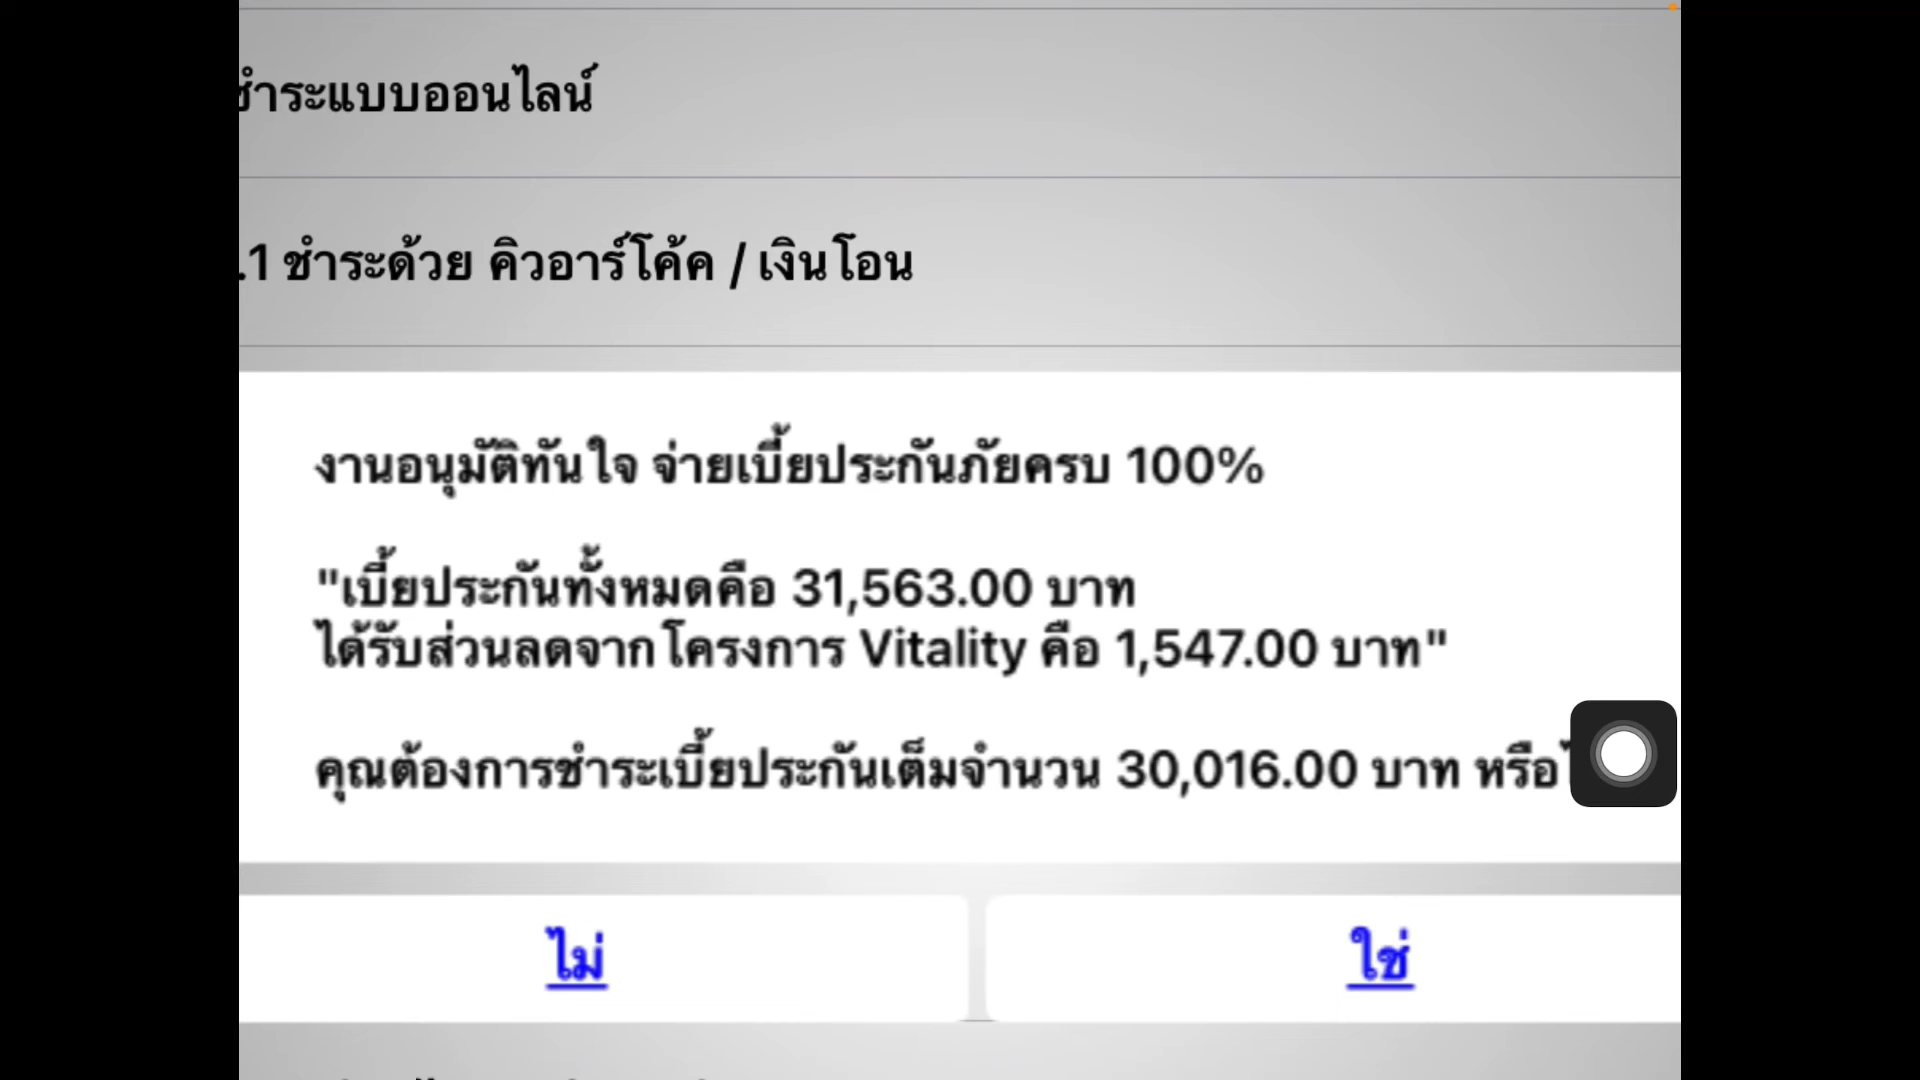 ชำระแบบออนไลน์
.1 ชำระด้วย คิวอาร์โค้ค / เงินโอน
งานอนุมัติทันใจ จ่ายเบี้ยประกันภัยครบ 100%
"เบี้ยประกันทั้งหมดคือ 31,563.00 บาท
ได้รับส่วนลดจากโครงการ Vitality คือ 1,547.00 บาท"
คุณต้องการชำระเบี้ยประกันเต็มจำนวน 30,016.00 บาท หรือ
ไม่
ใช่